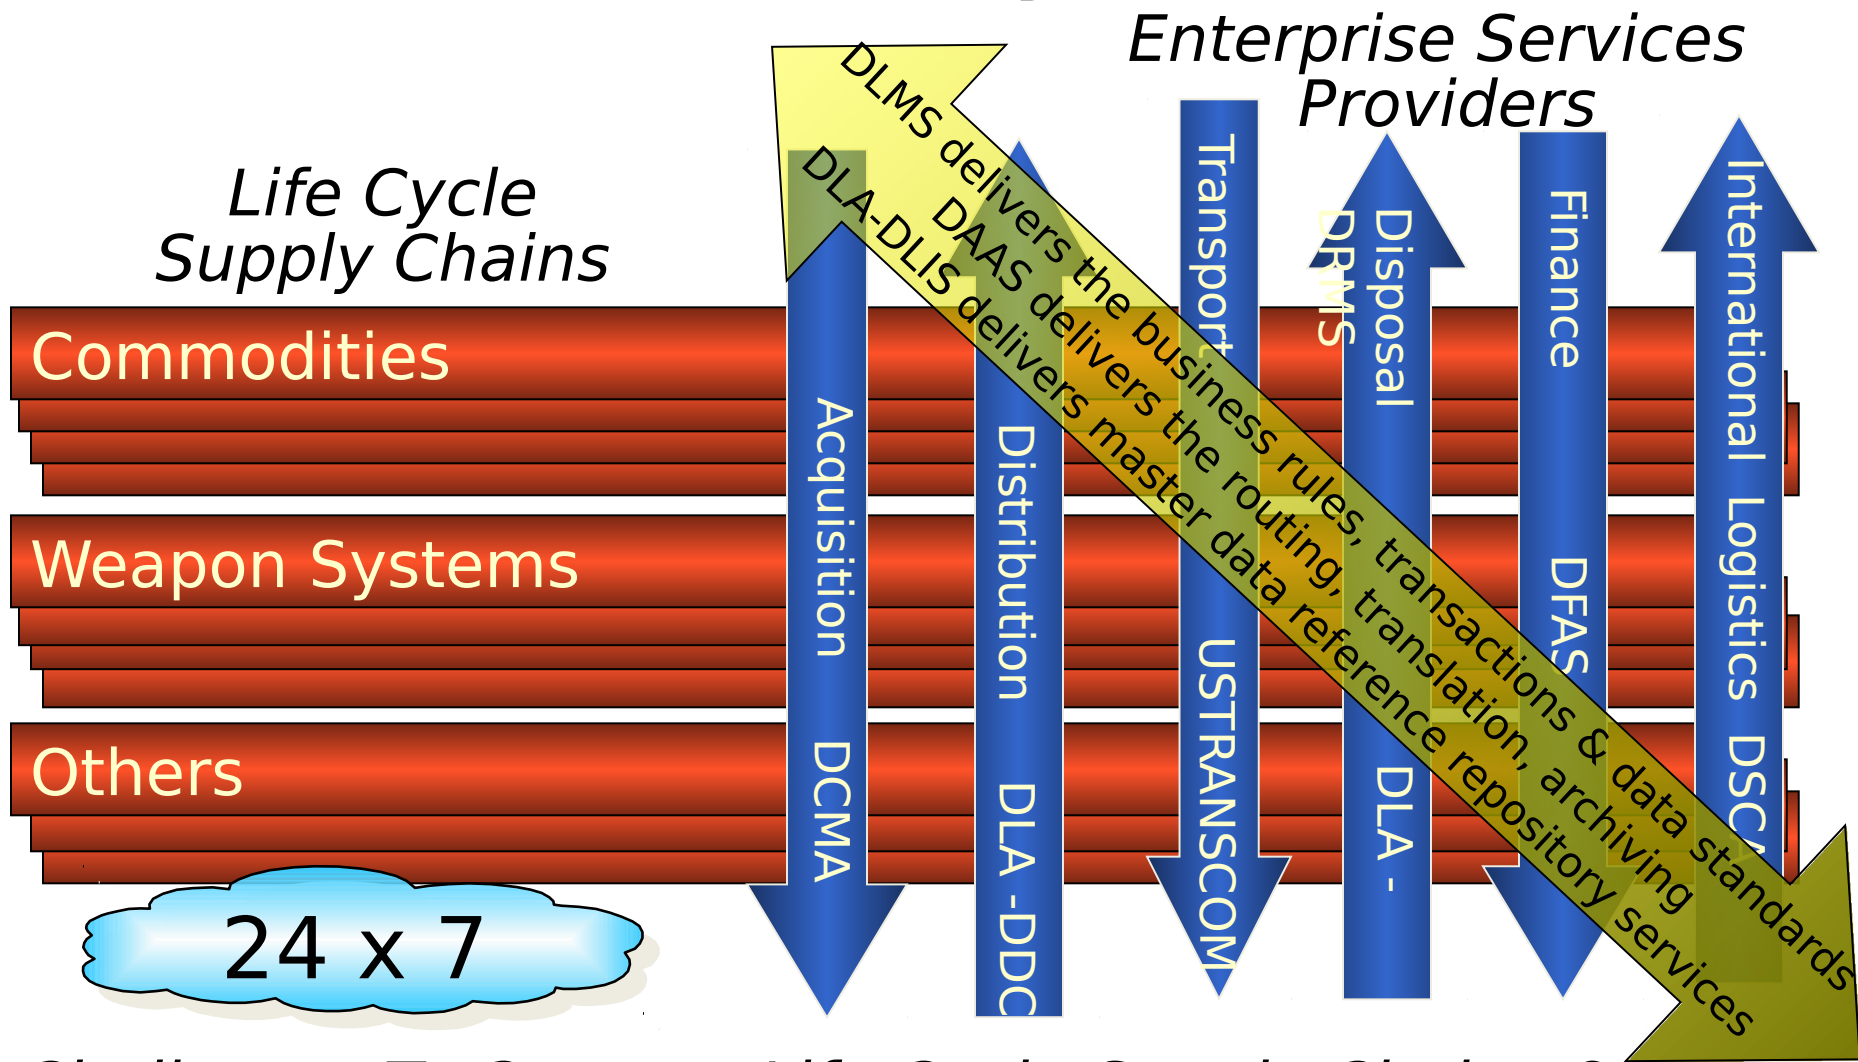 Enterprise Services
Providers
Life Cycle
Supply Chains
Commodities
Weapon Systems
Others
24 x 7
Acquisition DCMA
Distribution DLA -DDC
Transport USTRANSCOM
Disposal DLA -
DRMS
Finance DFAS
International Logistics DSCA
DLMS delivers the business rules, transactions & data standards
DAAS delivers the routing, translation, archiving
DLA-DLIS delivers master data reference repository services